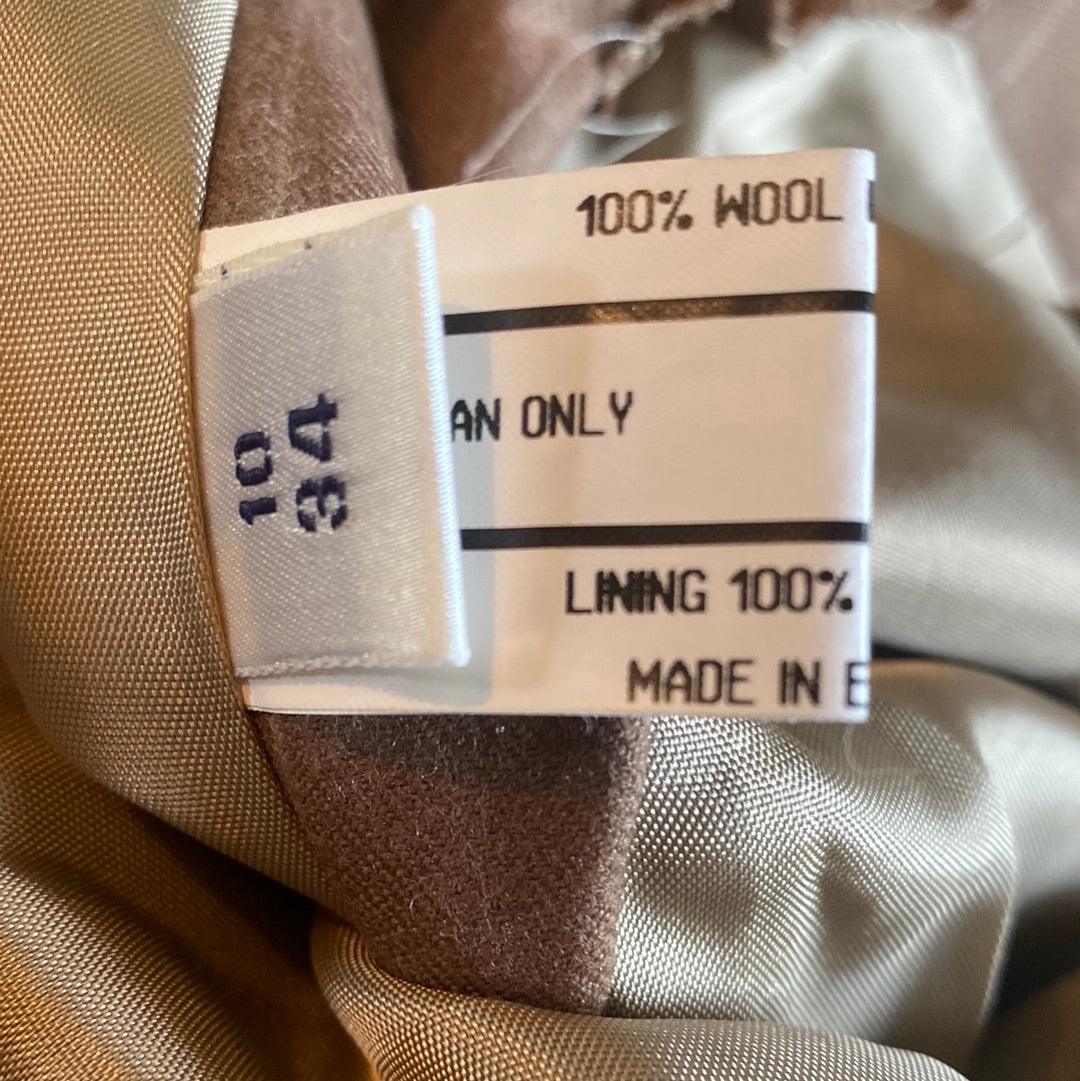 100% WOOL
AN ONLY
LINING 100%
MADE IN E
10
34